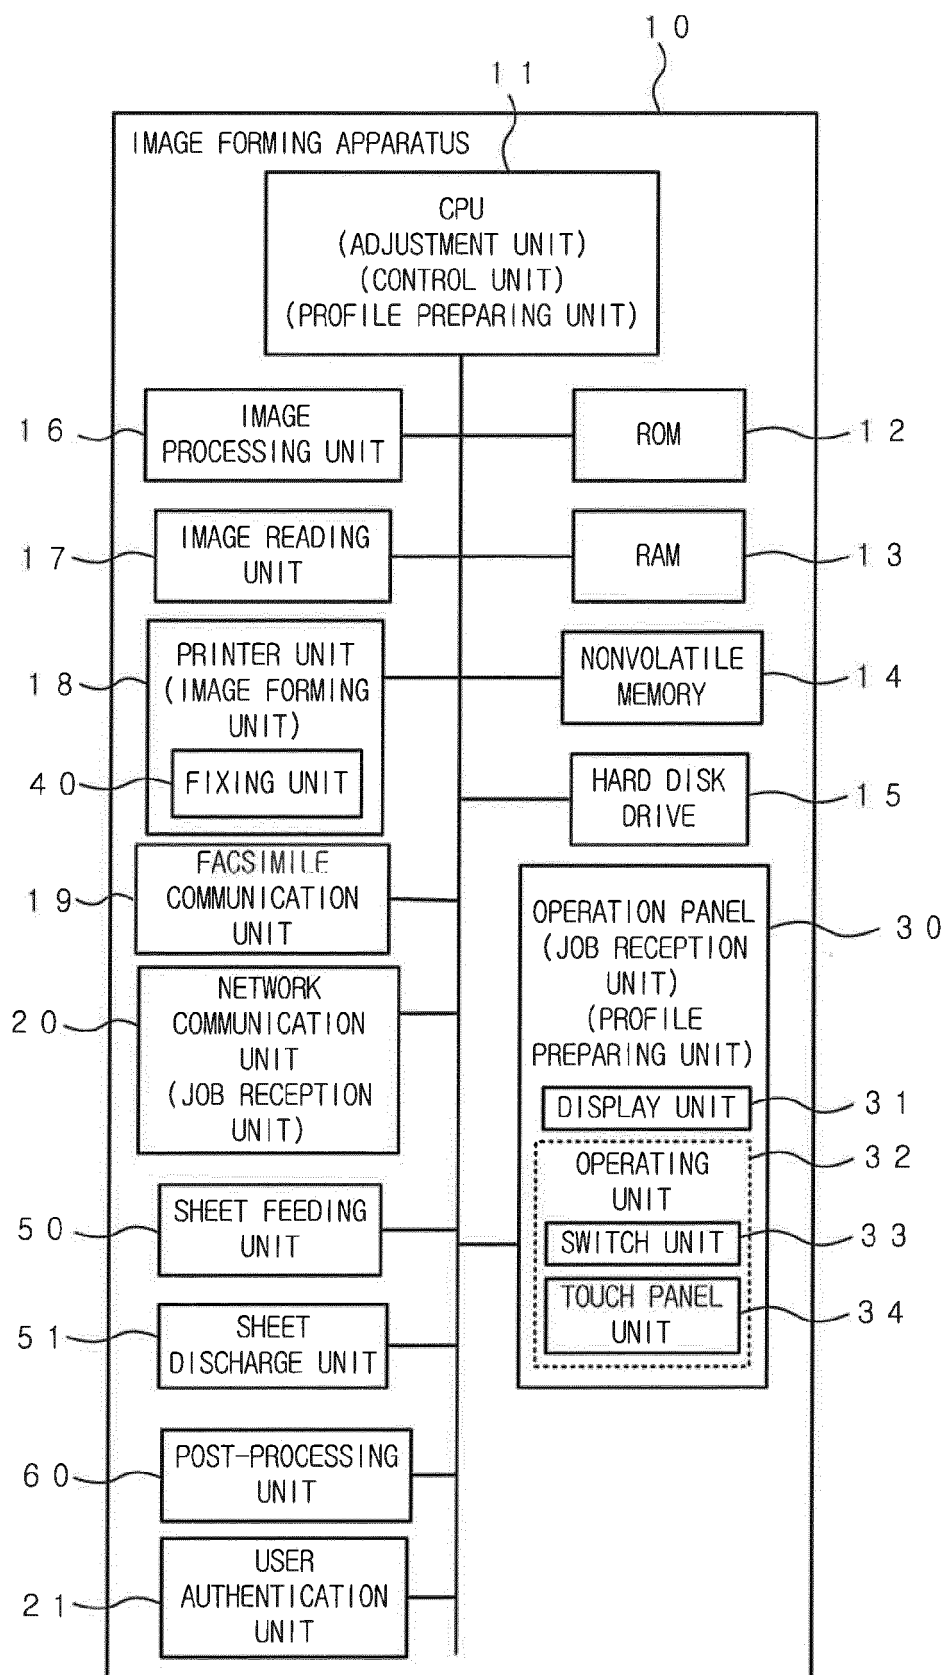 10
11
IMAGE FORMING APPARATUS
CPU
(ADJUSTMENT UNIT)
(CONTROL UNIT)
(PROFILE PREPARING UNIT)
16
IMAGE
PROCESSING UNIT
ROM
12
17
IMAGE READING
UNIT
RAM
13
18
PRINTER UNIT
(IMAGE FORMING
UNIT)
40
FIXING UNIT
NONVOLATILE
MEMORY
14
HARD DISK
DRIVE
15
19
FACSIMILE
COMMUNICATION
UNIT
20
NETWORK
COMMUNICATION
UNIT
(JOB RECEPTION
UNIT)
OPERATION PANEL
(JOB RECEPTION
UNIT)
(PROFILE
PREPARING UNIT)
30
DISPLAY UNIT
31
OPERATING
UNIT
32
SWITCH UNIT
33
TOUCH PANEL
UNIT
34
50
SHEET FEEDING
UNIT
51
SHEET
DISCHARGE UNIT
60
POST-PROCESSING
UNIT
21
USER
AUTHENTICATION
UNIT